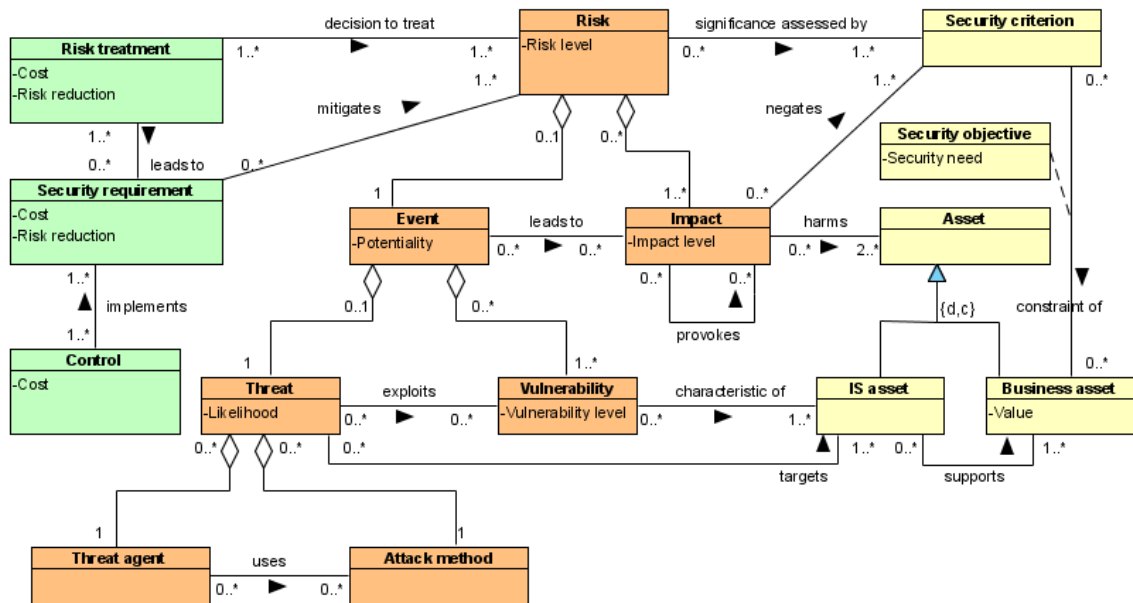 decision to treat
Risk
significance assessed by
Security criterion
Risk treatment
1..*
1..*
-Risk level
0..*
1..*
-Cost
-Risk reduction
1..*
1..*
0..*
mitigates
negates
1..*
0..1
0..*
Security objective
0..*
leads to
0..*
-Security need
Security requirement
1
1..*
0..*
-Cost
-Risk reduction
Event
leads to
Impact
harms
Asset
-Potentiality
0..*
0..*
-Impact level
0..*
2..*
1..*
0..*
0..*
implements
0..1
0..*
{d,c}
constraint of
1..*
provokes
Control
1
1..*
0..*
-Cost
Threat
exploits
Vulnerability
characteristic of
IS asset
Business asset
-Likelihood
0..*
0..*
-Vulnerability level
0..*
1..*
-Value
0..*
0..*
0..*
1..*
0..*
1..*
targets
supports
1
1
Threat agent
uses
Attack method
0..*
0..*